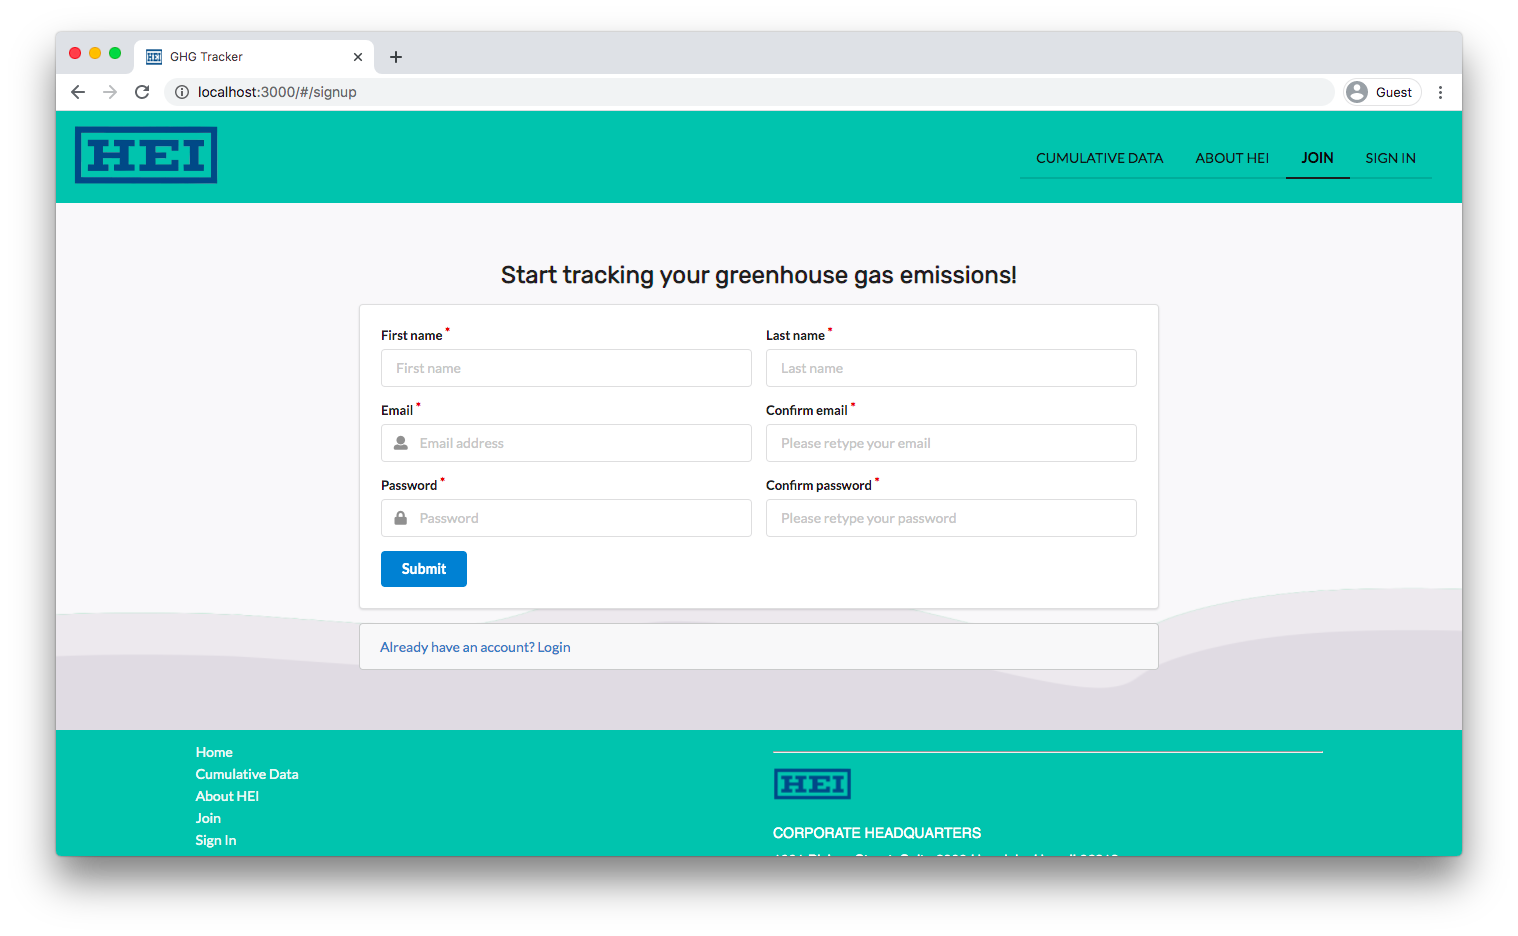 HEI GHG Tracker
localhost:3000/#/signup Guest
HEI CUMULATIVE DATA ABOUT HEI JOIN SIGN IN
Start tracking your greenhouse gas emissions!
First name * Last name *
First name Last name
Email * Confirm email *
Email address Please retype your email
Password * Confirm password *
Password Please retype your password
Submit
Already have an account? Login
Home
Cumulative Data
About HEI
Join
Sign In
HEI
CORPORATE HEADQUARTERS